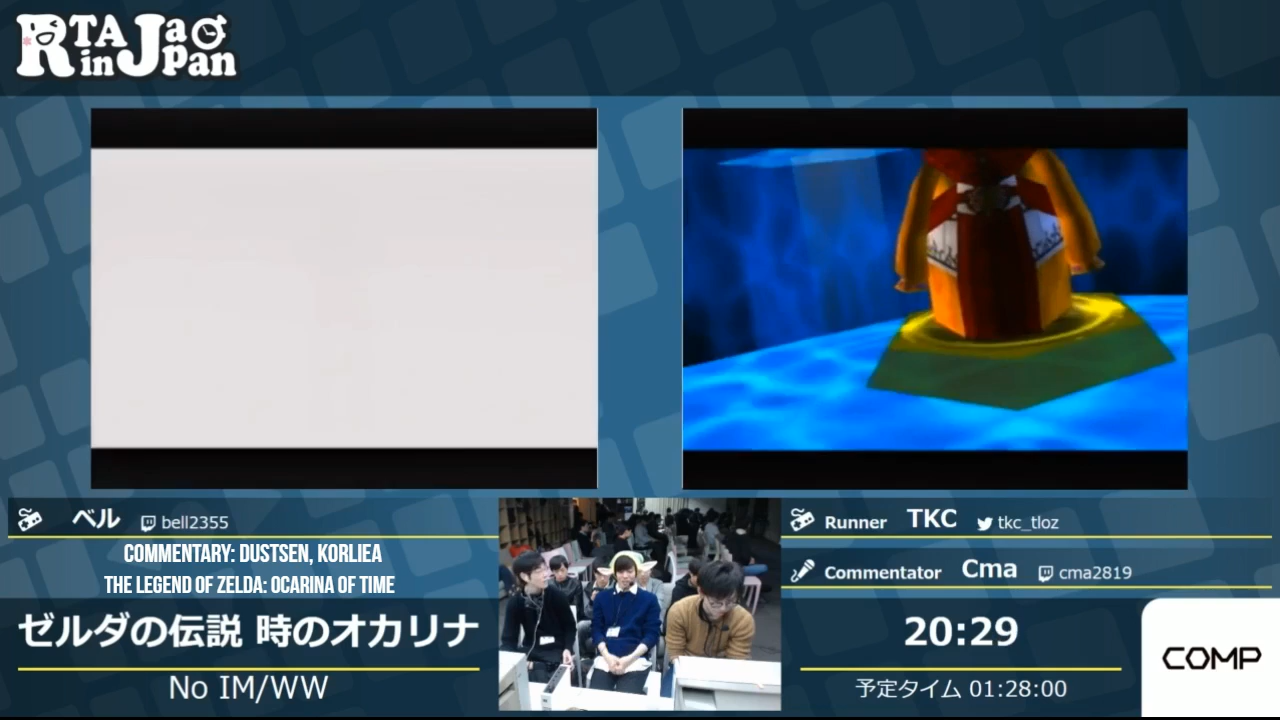 RTA in Japan
ベル bell2355
COMMENTARY: DUSTSEN, KORLIEA
THE LEGEND OF ZELDA: OCARINA OF TIME
ゼルダの伝説 時のオカリナ
No IM/WW
Runner TKC tkc_tloz
Commentator Cma cma2819
20:29
予定タイム 01:28:00
COMP